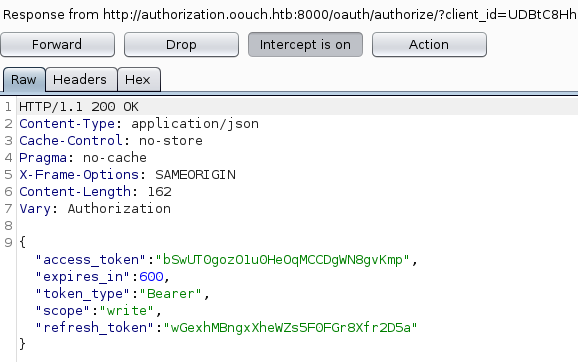 Response from http://authorization.oouch.htb:8000/oauth/authorize/?client_id=UDBtC8Hh
Forward Drop Intercept is on Action
Raw Headers Hex
1 HTTP/1.1 200 OK
2 Content-Type: application/json
3 Cache-Control: no-store
4 Pragma: no-cache
5 X-Frame-Options: SAMEORIGIN
6 Content-Length: 162
7 Vary: Authorization
8
9 {
"access_token":"bSwUT0gozOlu0HeOqMCCDgWN8gvKmp",
"expires_in":600,
"token_type":"Bearer",
"scope":"write",
"refresh_token":"wGexhMBngxXheWZs5F0FGr8Xfr2D5a"
}